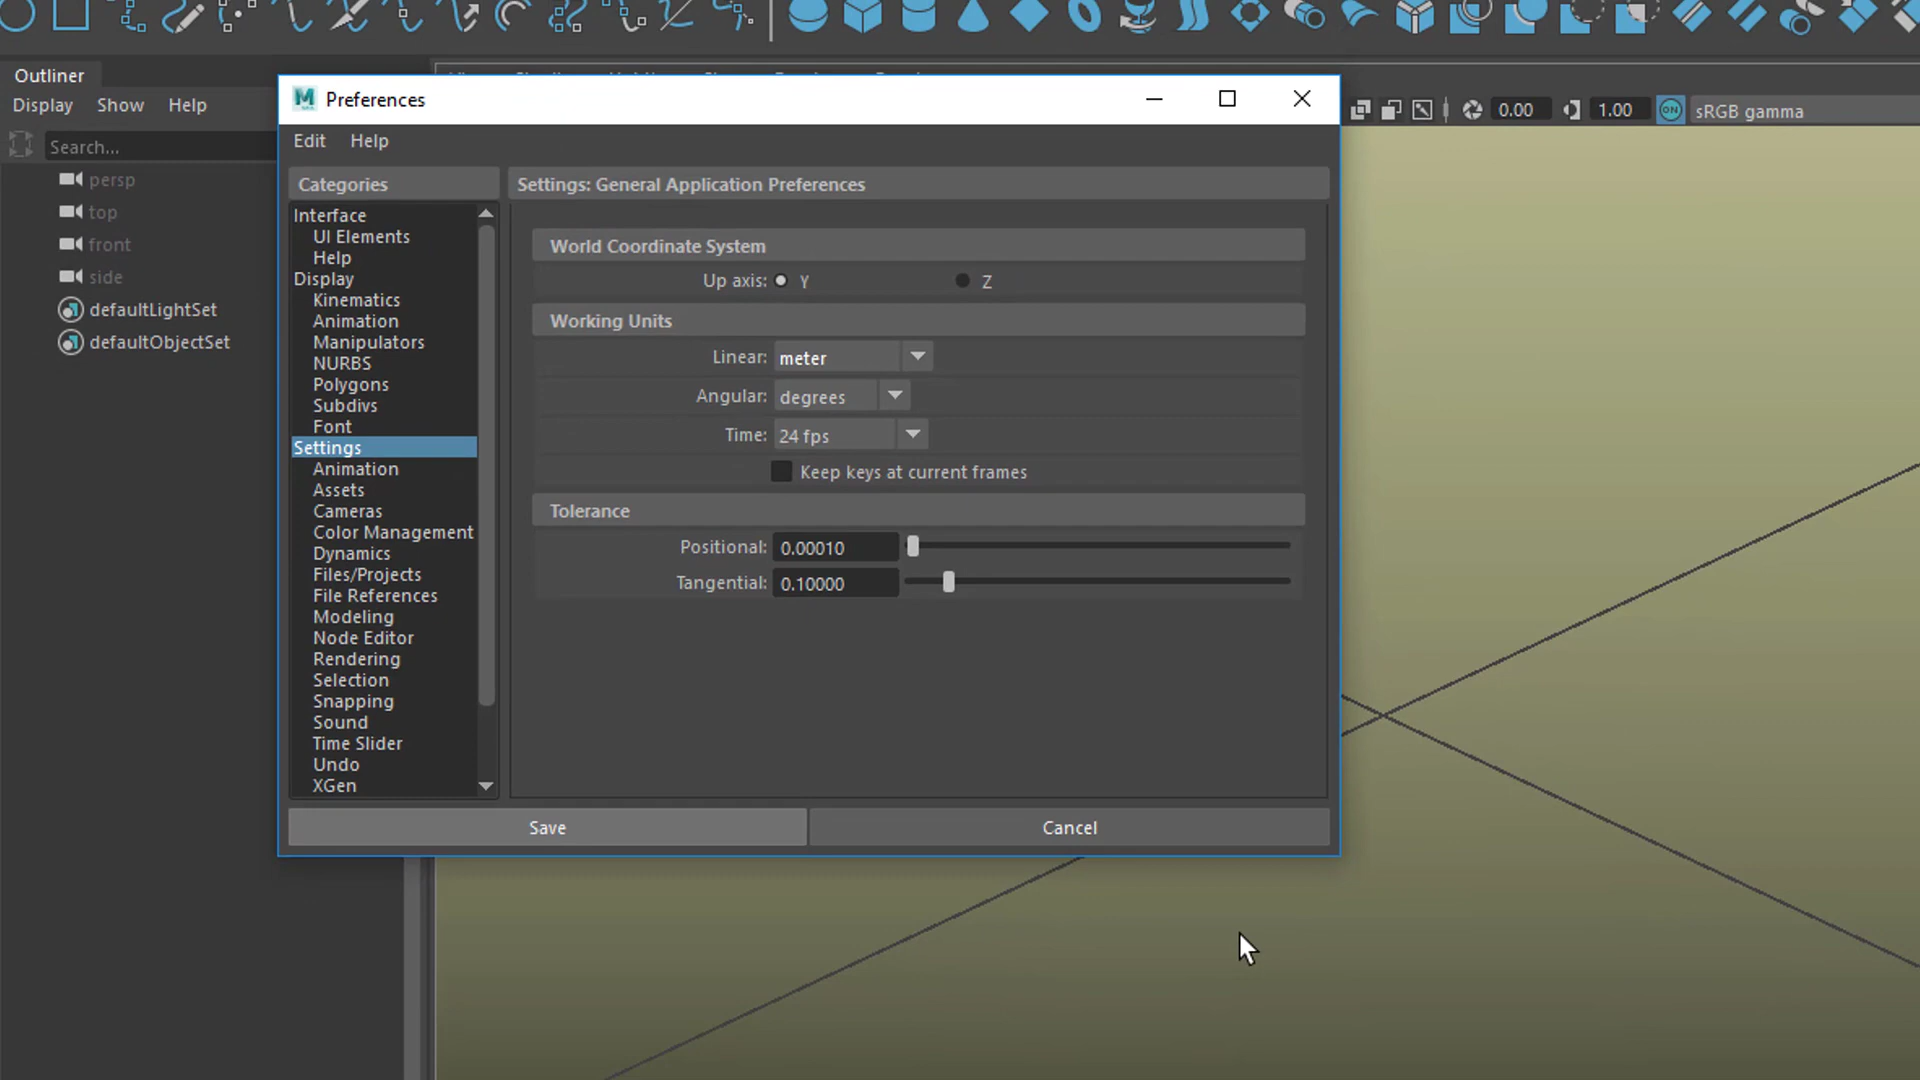 Outliner
Display Show Help
Search...
persp
top
front
side
defaultLightSet
defaultObjectSet
Preferences
Edit Help
Categories
Interface
UI Elements
Help
Display
Kinematics
Animation
Manipulators
NURBS
Polygons
Subdivs
Font
Settings
Animation
Assets
Cameras
Color Management
Dynamics
Files/Projects
File References
Modeling
Node Editor
Rendering
Selection
Snapping
Sound
Time Slider
Undo
XGen
Settings: General Application Preferences
World Coordinate System
Up axis: Y Z
Working Units
Linear: meter
Angular: degrees
Time: 24 fps
Keep keys at current frames
Tolerance
Positional: 0.00010
Tangential: 0.10000
Save Cancel
0.00 1.00 ON sRGB gamma